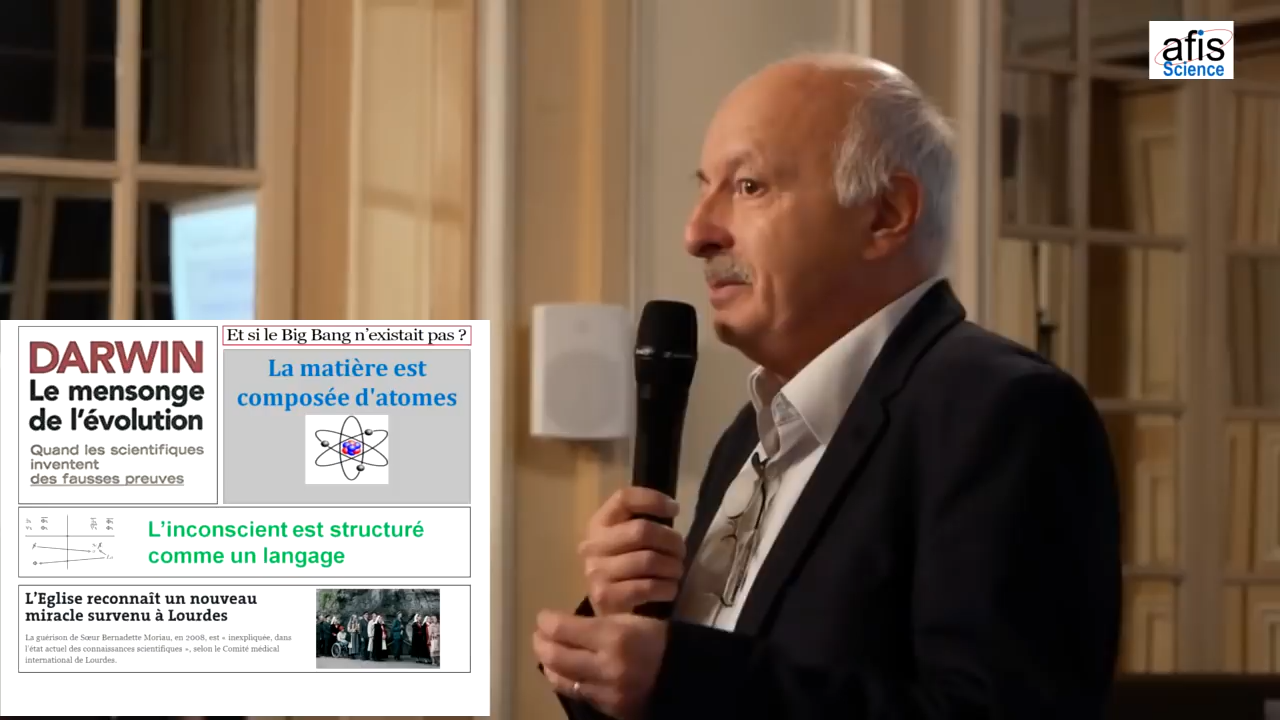 afis
Science
DARWIN
Le mensonge
de l'évolution
Quand les scientifiques
inventent
des fausses preuves
Et si le Big Bang n'existait pas ?
La matière est
composée d'atomes
L'inconscient est structuré
comme un langage
L'Eglise reconnaît un nouveau
miracle survenu à Lourdes
La guérison de Sœur Bernadette Moriau, en 2008, est « inexpliquée, dans
l'état actuel des connaissances scientifiques », selon le Comité médical
international de Lourdes.